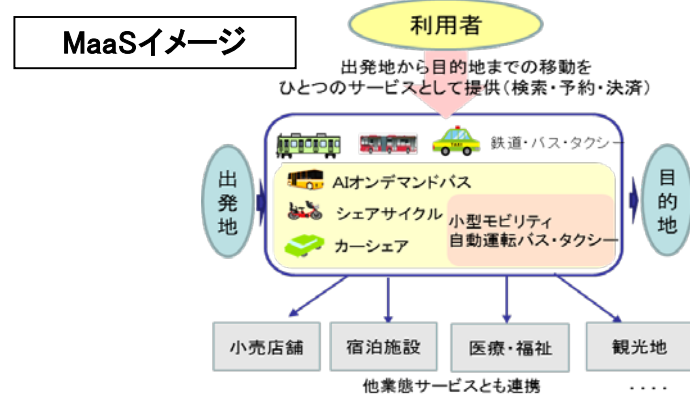 MaaSイメージ
利用者
出発地から目的地までの移動を
ひとつのサービスとして提供(検索・予約・決済)
TAXI
鉄道・バス・タクシー
出発地
目的地
AIオンデマンドバス
シェアサイクル
カーシェア
小型モビリティ
自動運転バス・タクシー
小売店舗
宿泊施設
医療・福祉
観光地
他業態サービスとも連携
・・・・